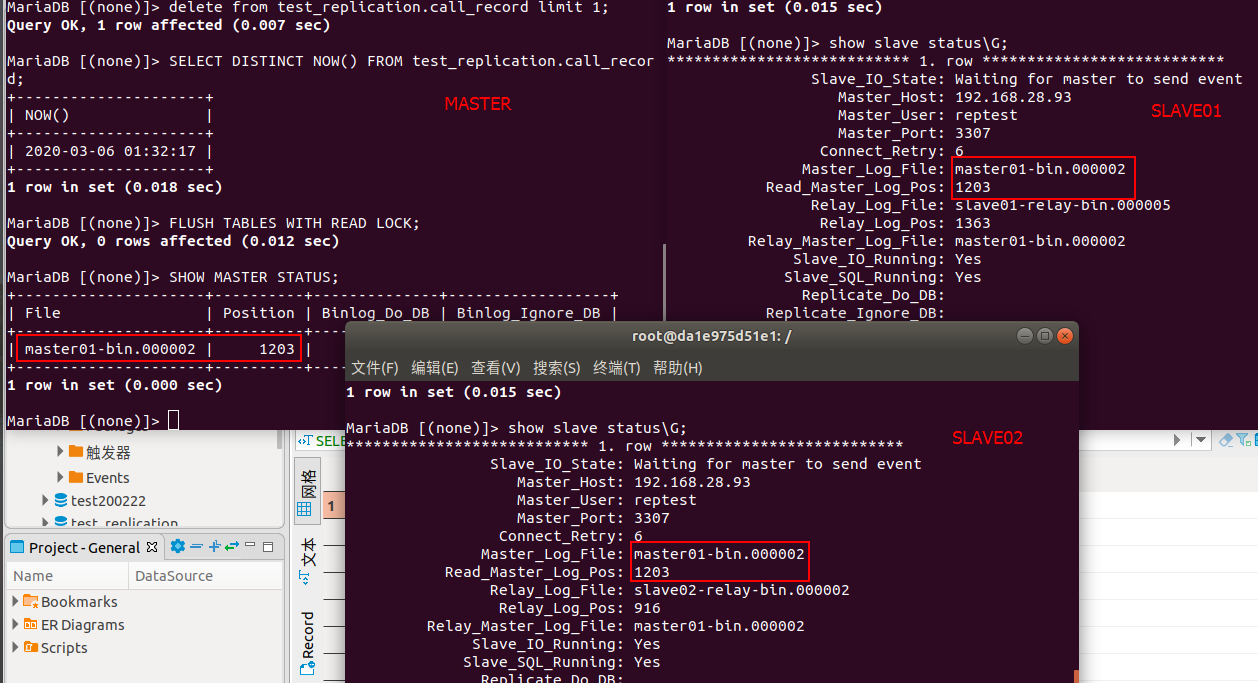 MariaDB [(none)]> delete from test_replication.call_record limit 1;
Query OK, 1 row affected (0.007 sec)
MariaDB [(none)]> SELECT DISTINCT NOW() FROM test_replication.call_recor
d;
+---------------------+
| NOW()               |
+---------------------+
| 2020-03-06 01:32:17 |
+---------------------+
1 row in set (0.018 sec)
MASTER
MariaDB [(none)]> FLUSH TABLES WITH READ LOCK;
Query OK, 0 rows affected (0.012 sec)
MariaDB [(none)]> SHOW MASTER STATUS;
+---------------------+----------+--------------+------------------+
| File                | Position | Binlog_Do_DB | Binlog_Ignore_DB |
| master01-bin.000002 |     1203 |
1 row in set (0.000 sec)
MariaDB [(none)]>
1 row in set (0.015 sec)
MariaDB [(none)]> show slave status\G;
*************************** 1. row ***************************
Slave_IO_State: Waiting for master to send event
Master_Host: 192.168.28.93
SLAVE01
Master_User: reptest
Master_Port: 3307
Connect_Retry: 6
Master_Log_File: master01-bin.000002
Read_Master_Log_Pos: 1203
Relay_Log_File: slave01-relay-bin.000005
Relay_Log_Pos: 1363
Relay_Master_Log_File: master01-bin.000002
Slave_IO_Running: Yes
Slave_SQL_Running: Yes
Replicate_Do_DB:
Replicate_Ignore_DB:
root@da1e975d51e1: /
文件(F) 编辑(E) 查看(V) 搜索(S) 终端(T) 帮助(H)
1 row in set (0.015 sec)
MariaDB [(none)]> show slave status\G;
*************************** 1. row ***************************
SLAVE02
Slave_IO_State: Waiting for master to send event
Master_Host: 192.168.28.93
Master_User: reptest
Master_Port: 3307
Connect_Retry: 6
Master_Log_File: master01-bin.000002
Read_Master_Log_Pos: 1203
Relay_Log_File: slave02-relay-bin.000002
Relay_Log_Pos: 916
Relay_Master_Log_File: master01-bin.000002
Slave_IO_Running: Yes
Slave_SQL_Running: Yes
Replicate_Do_DB:
触发器
Events
test200222
test_replication
Project - General
Name DataSource
Bookmarks
ER Diagrams
Scripts
网格
文本
Record
1